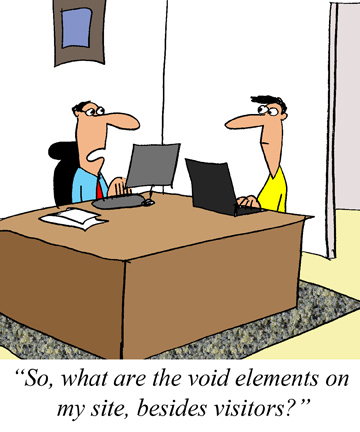 “So, what are the void elements on
my site, besides visitors?”